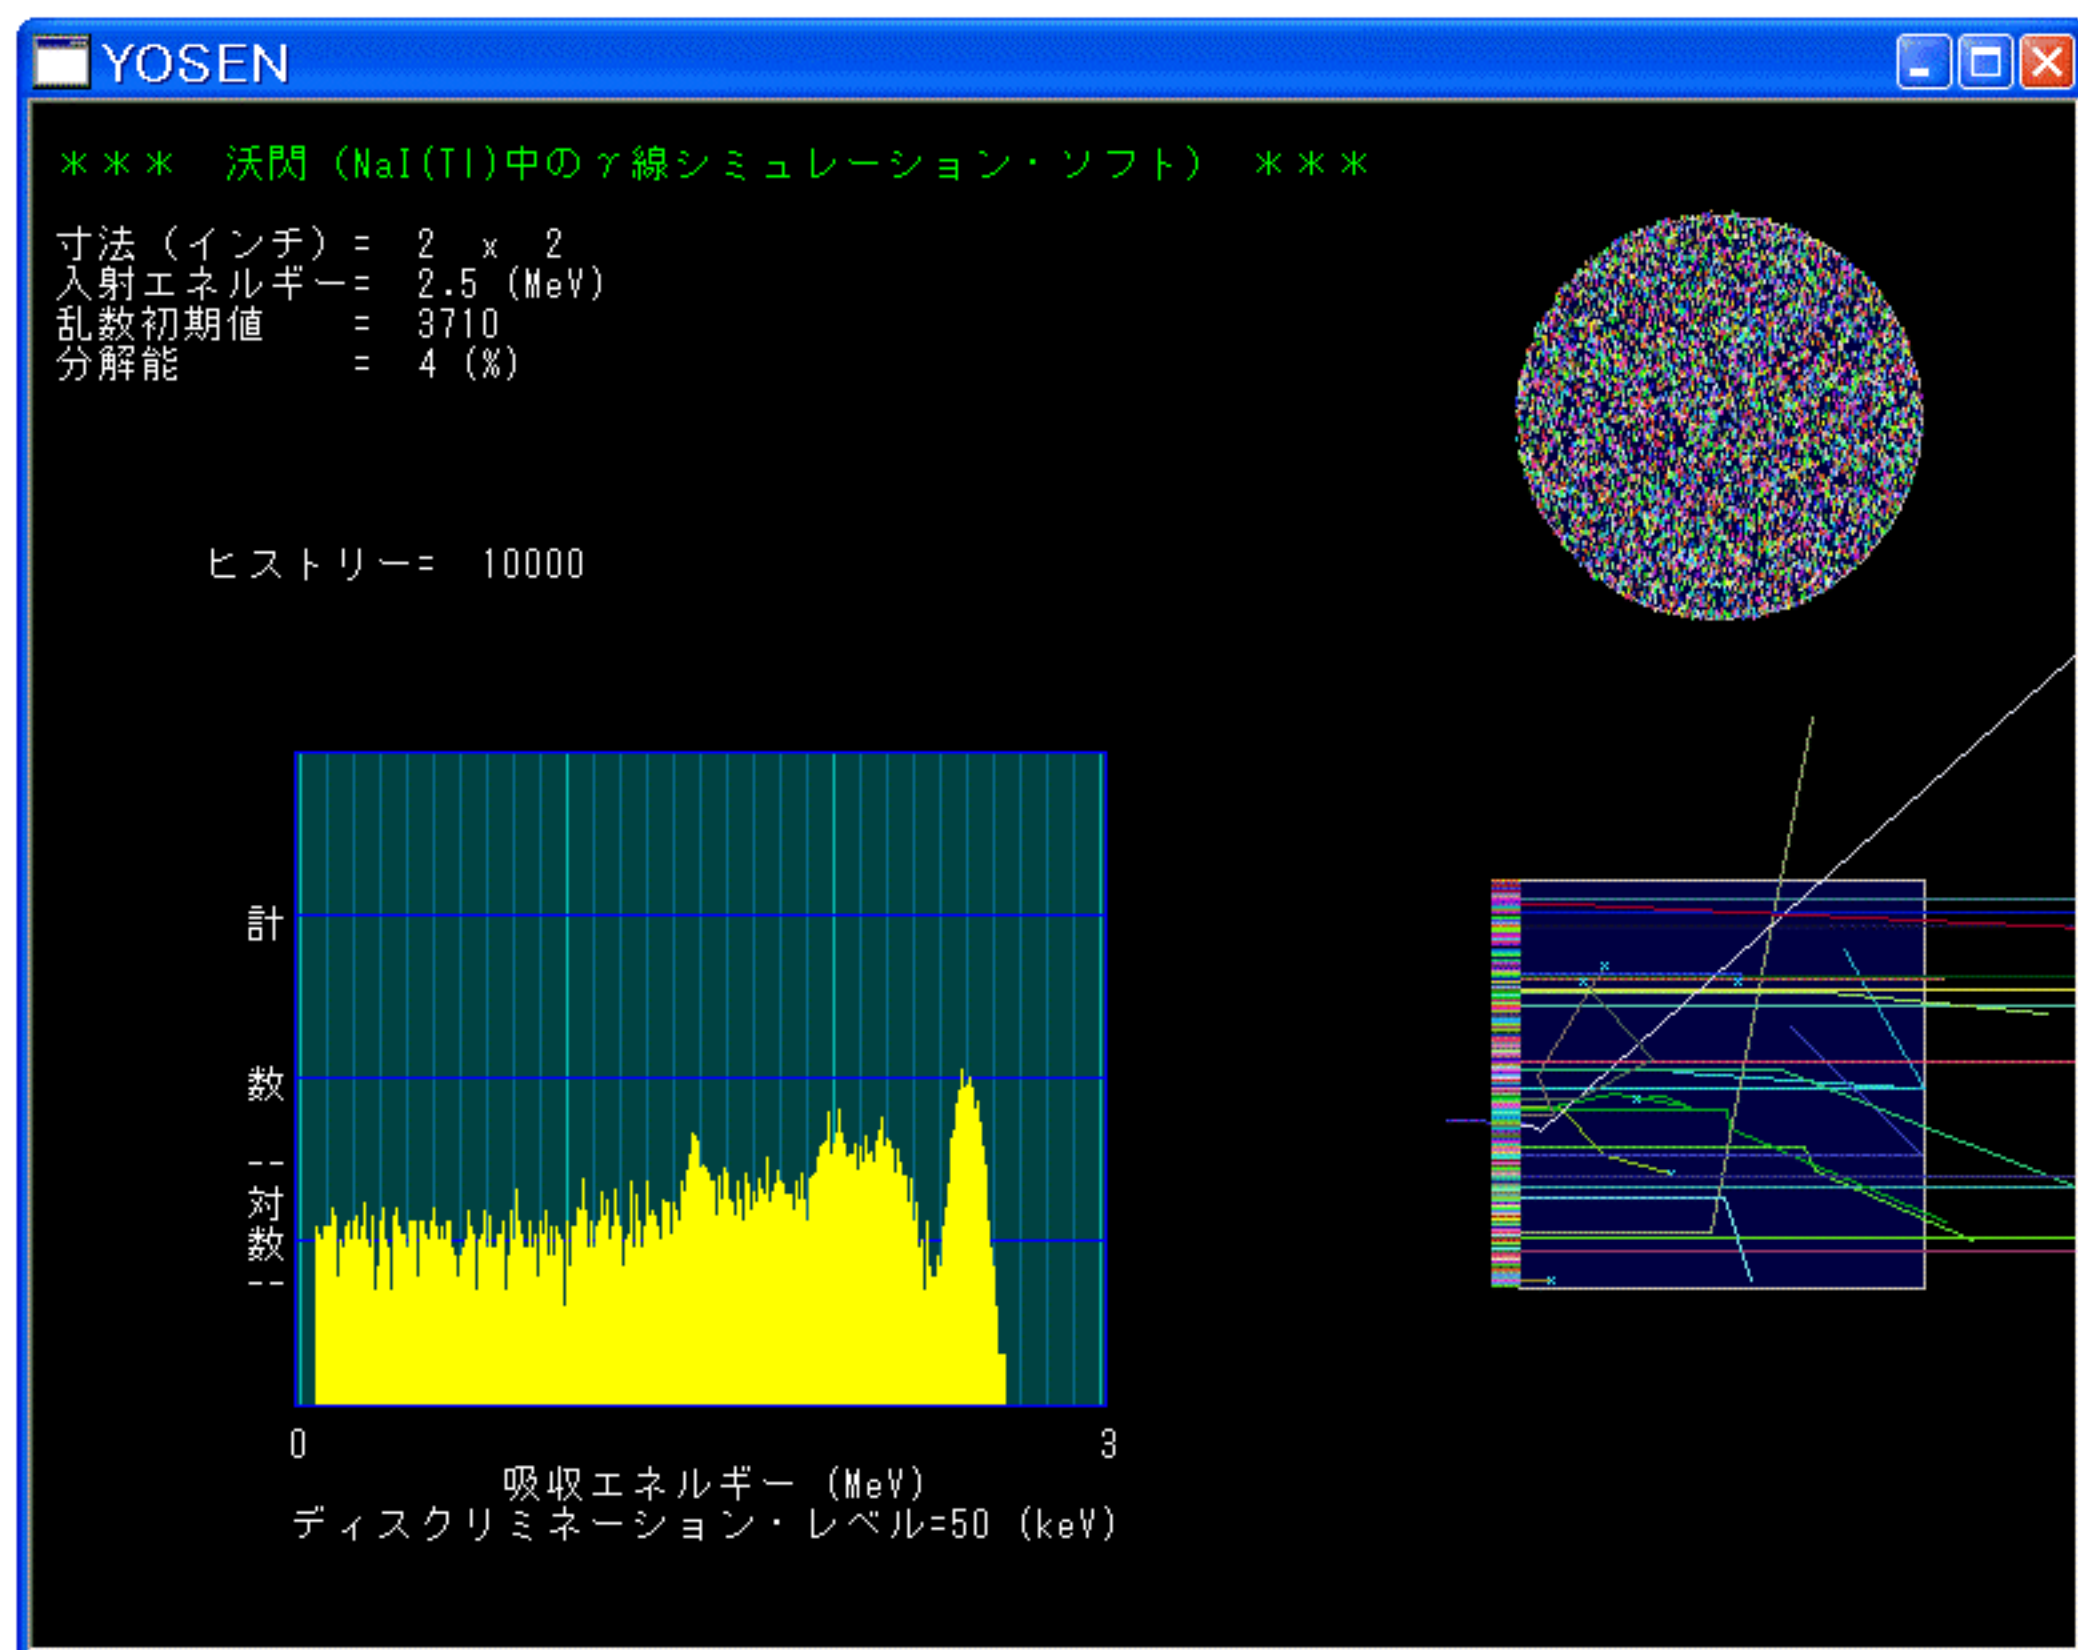 YOSEN
*** 沃閃 (NaI(Tl)中のγ線シミュレーション・ソフト) ***
寸法 (インチ) = 2 x 2
入射エネルギー= 2.5 (MeV)
乱数初期値 = 3710
分解能 = 4 (%)
ヒストリー= 10000
計
数
--
対
数
--
0 3
吸収エネルギー (MeV)
ディスクリミネーション・レベル=50 (keV)